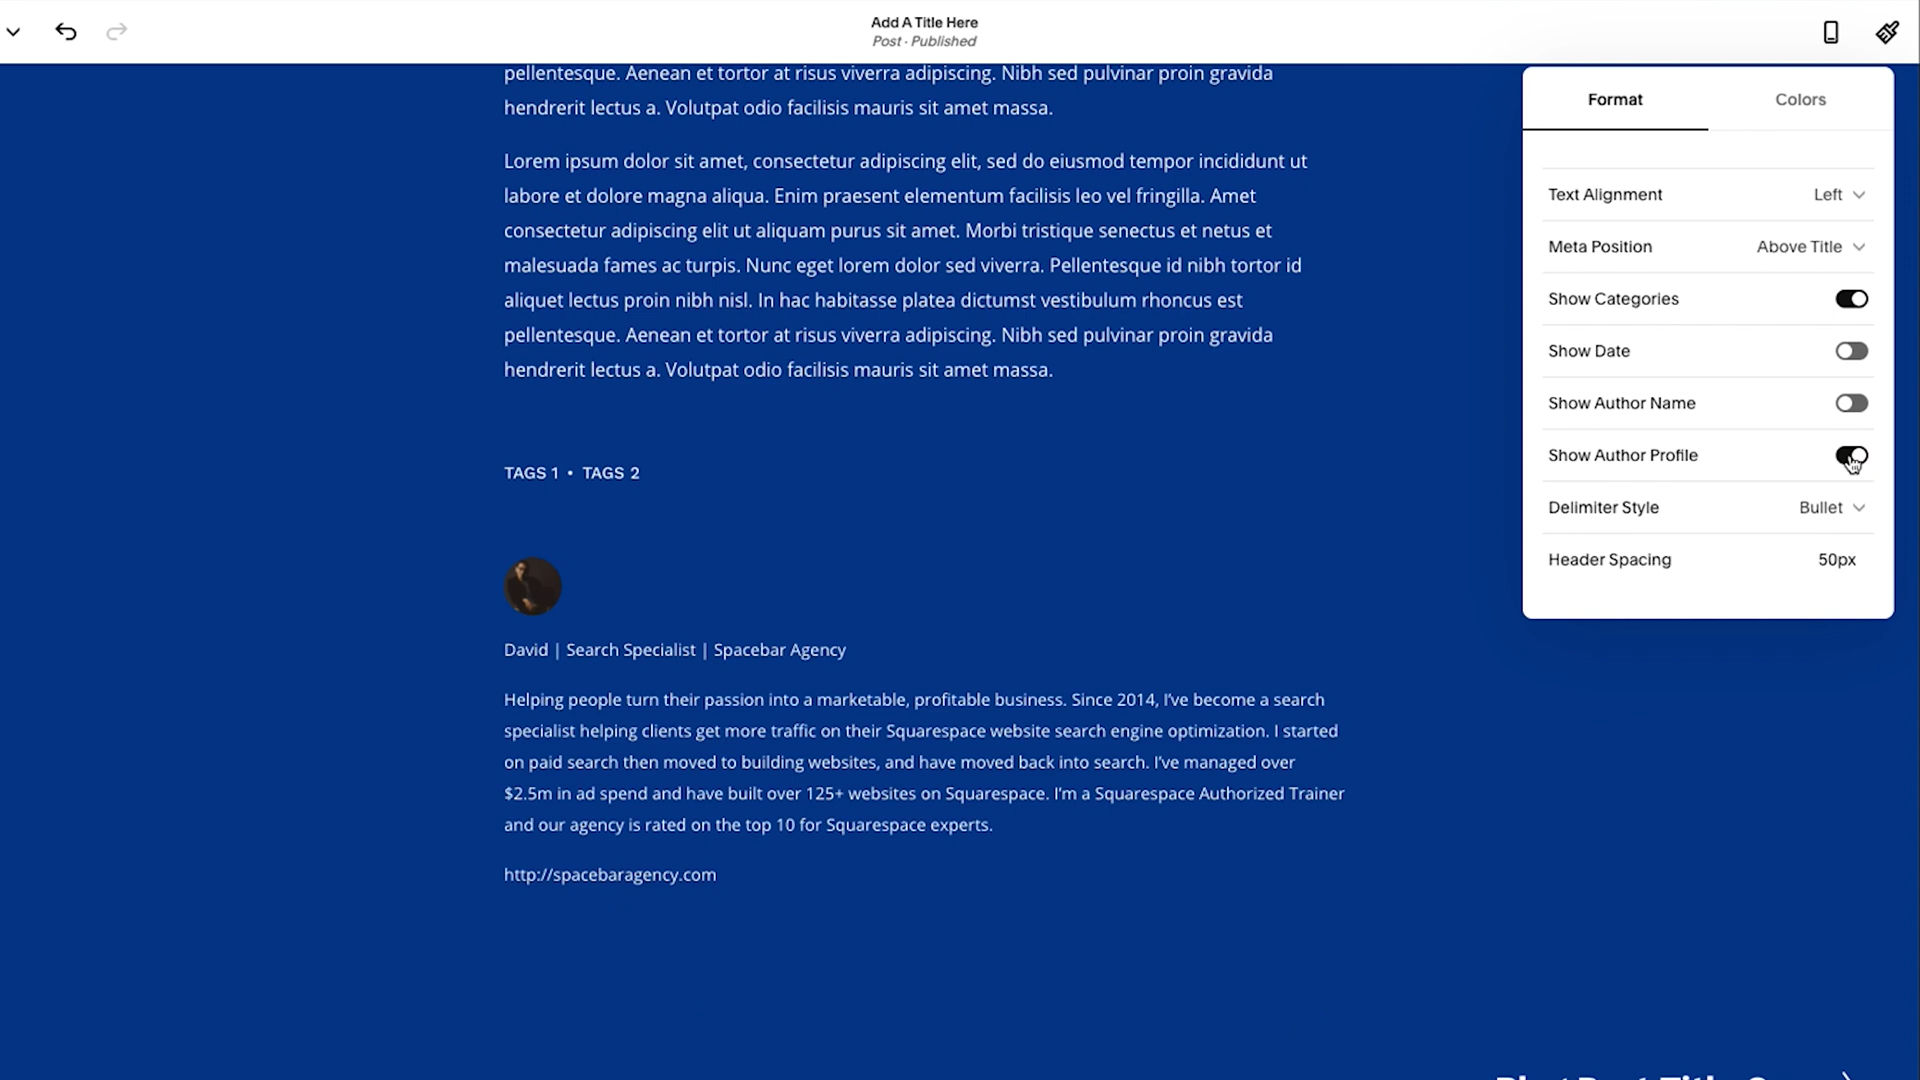 Add A Title Here
Post · Published
pellentesque. Aenean et tortor at risus viverra adipiscing. Nibh sed pulvinar proin gravida
hendrerit lectus a. Volutpat odio facilisis mauris sit amet massa.
Lorem ipsum dolor sit amet, consectetur adipiscing elit, sed do eiusmod tempor incididunt ut
labore et dolore magna aliqua. Enim praesent elementum facilisis leo vel fringilla. Amet
consectetur adipiscing elit ut aliquam purus sit amet. Morbi tristique senectus et netus et
malesuada fames ac turpis. Nunc eget lorem dolor sed viverra. Pellentesque id nibh tortor id
aliquet lectus proin nibh nisl. In hac habitasse platea dictumst vestibulum rhoncus est
pellentesque. Aenean et tortor at risus viverra adipiscing. Nibh sed pulvinar proin gravida
hendrerit lectus a. Volutpat odio facilisis mauris sit amet massa.
TAGS 1 • TAGS 2
David | Search Specialist | Spacebar Agency
Helping people turn their passion into a marketable, profitable business. Since 2014, I've become a search
specialist helping clients get more traffic on their Squarespace website search engine optimization. I started
on paid search then moved to building websites, and have moved back into search. I've managed over
$2.5m in ad spend and have built over 125+ websites on Squarespace. I'm a Squarespace Authorized Trainer
and our agency is rated on the top 10 for Squarespace experts.
http://spacebaragency.com
Format Colors
Text Alignment Left
Meta Position Above Title
Show Categories
Show Date
Show Author Name
Show Author Profile
Delimiter Style Bullet
Header Spacing 50px